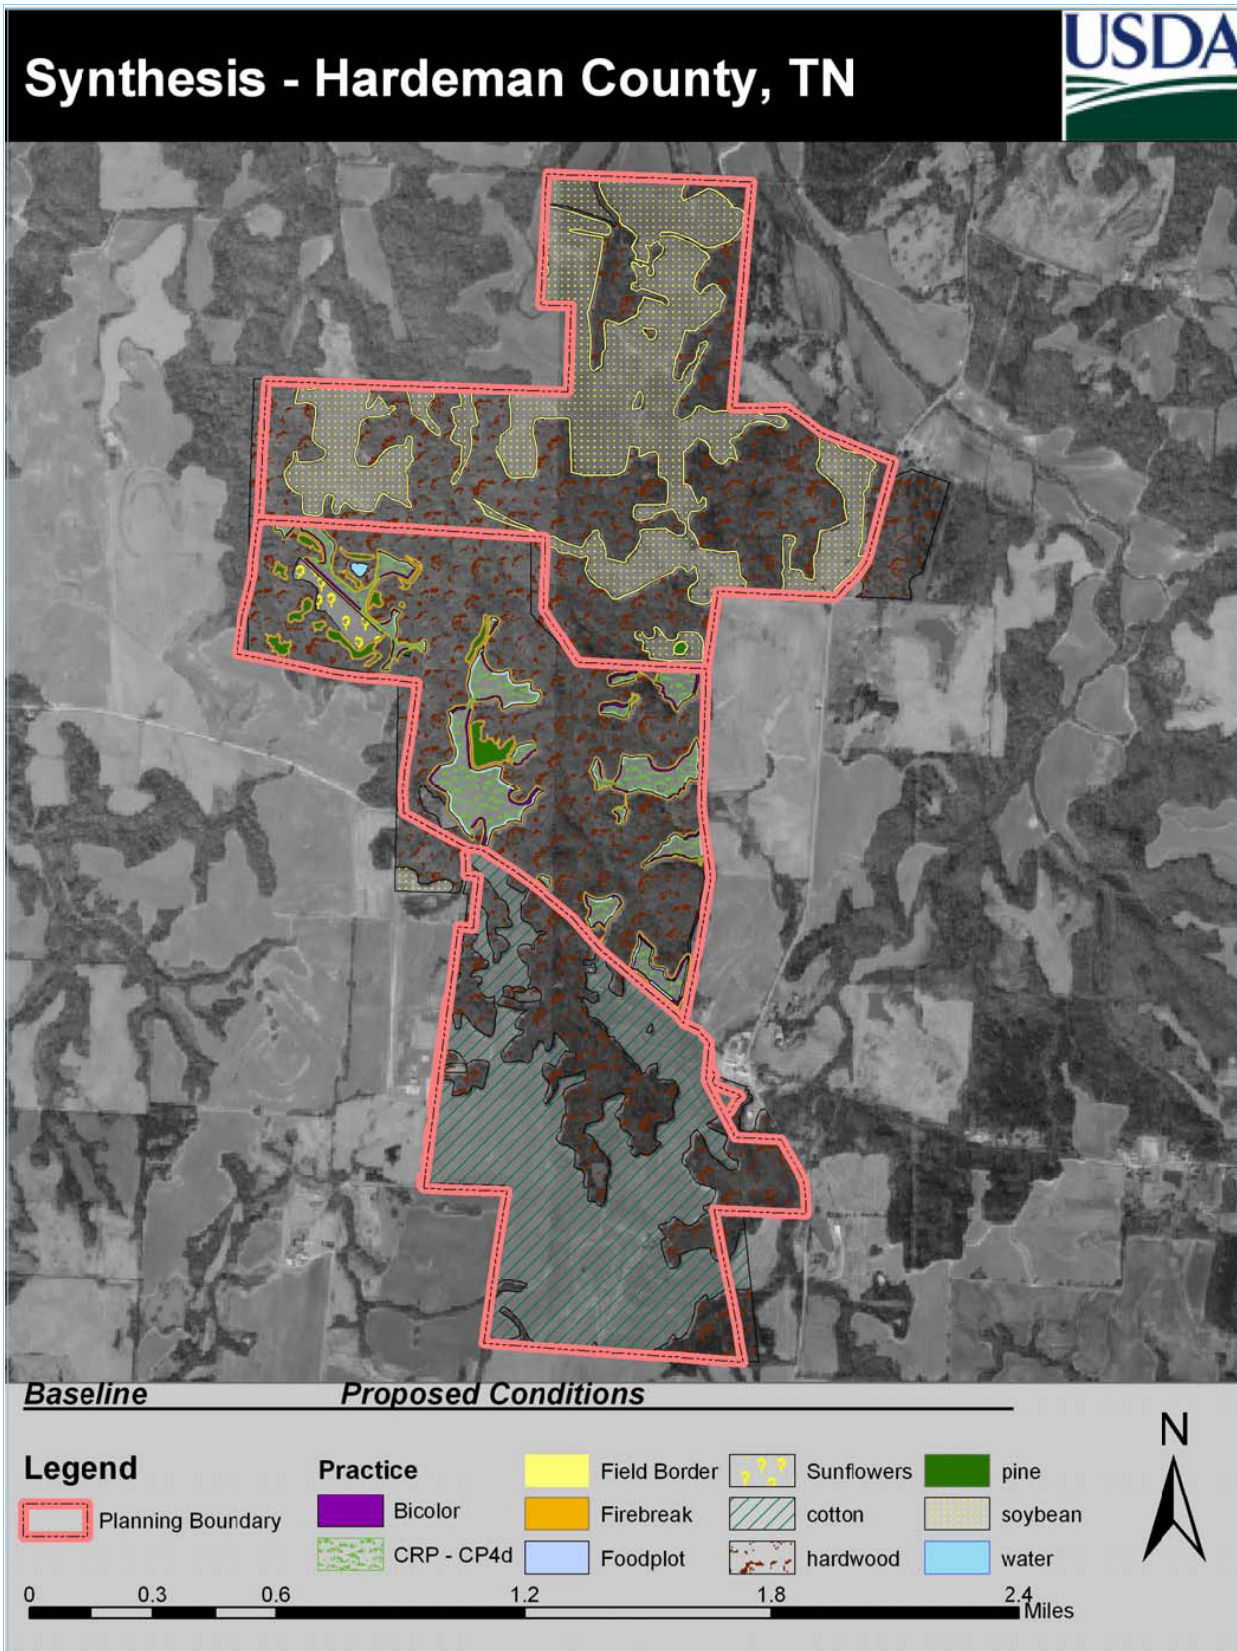 Synthesis - Hardeman County, TN
USDA
Baseline Proposed Conditions
Legend
Planning Boundary
Practice
Bicolor
CRP - CP4d
Field Border
Firebreak
Foodplot
Sunflowers
cotton
hardwood
pine
soybean
water
N
0 0.3 0.6 1.2 1.8 2.4
Miles